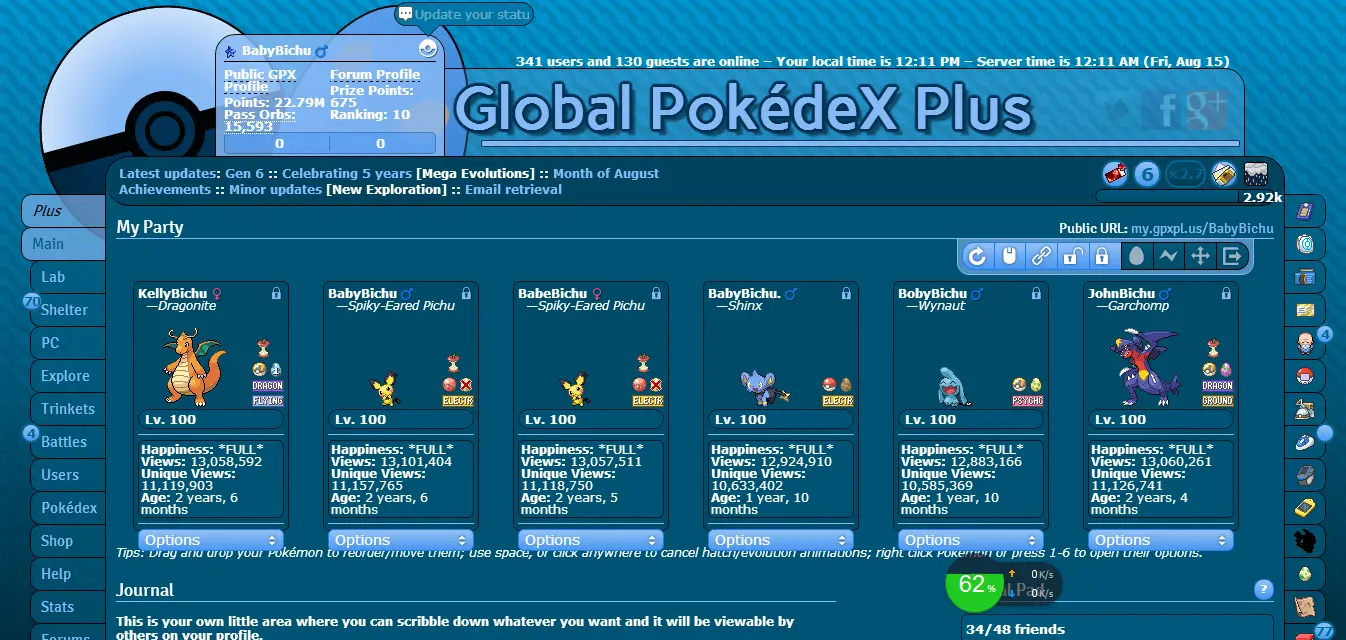 Update your statu
BabyBichu ♂
Public GPX Profile
Forum Profile
Points: 22.79M
Prize Points: 675
Pass Orbs: 15,593
Ranking: 10
0 0
341 users and 130 guests are online – Your local time is 12:11 PM – Server time is 12:11 AM (Fri, Aug 15)
Global PokédeX Plus
f g+
Latest updates: Gen 6 :: Celebrating 5 years [Mega Evolutions] :: Month of August
Achievements :: Minor updates [New Exploration] :: Email retrieval
6 ×2.7
2.92k
Plus
Main
Lab
70
Shelter
PC
Explore
Trinkets
4
Battles
Users
Pokédex
Shop
Help
Stats
Forums
My Party
Public URL: my.gpxpl.us/BabyBichu
KellyBichu ♀
—Dragonite
DRAGON
FLYING
Lv. 100
Happiness: *FULL*
Views: 13,058,592
Unique Views:
11,119,903
Age: 2 years, 6
months
Options
BabyBichu ♂
—Spiky-Eared Pichu
ELECTR
Lv. 100
Happiness: *FULL*
Views: 13,101,404
Unique Views:
11,157,765
Age: 2 years, 6
months
Options
BabeBichu ♀
—Spiky-Eared Pichu
ELECTR
Lv. 100
Happiness: *FULL*
Views: 13,057,511
Unique Views:
11,118,750
Age: 2 years, 5
months
Options
BabyBichu. ♂
—Shinx
ELECTR
Lv. 100
Happiness: *FULL*
Views: 12,924,910
Unique Views:
10,633,402
Age: 1 year, 10
months
Options
BobyBichu ♂
—Wynaut
PSYCHC
Lv. 100
Happiness: *FULL*
Views: 12,883,166
Unique Views:
10,585,369
Age: 1 year, 10
months
Options
JohnBichu ♂
—Garchomp
DRAGON
GROUND
Lv. 100
Happiness: *FULL*
Views: 13,060,261
Unique Views:
11,126,741
Age: 2 years, 4
months
Options
Tips: Drag and drop your Pokémon to reorder/move them; use space, or click anywhere to cancel hatch/evolution animations; right click Pokémon or press 1-6 to open their options.
Journal
This is your own little area where you can scribble down whatever you want and it will be viewable by
others on your profile.
62%
0K/s
0K/s
Pad
?
34/48 friends
4
77